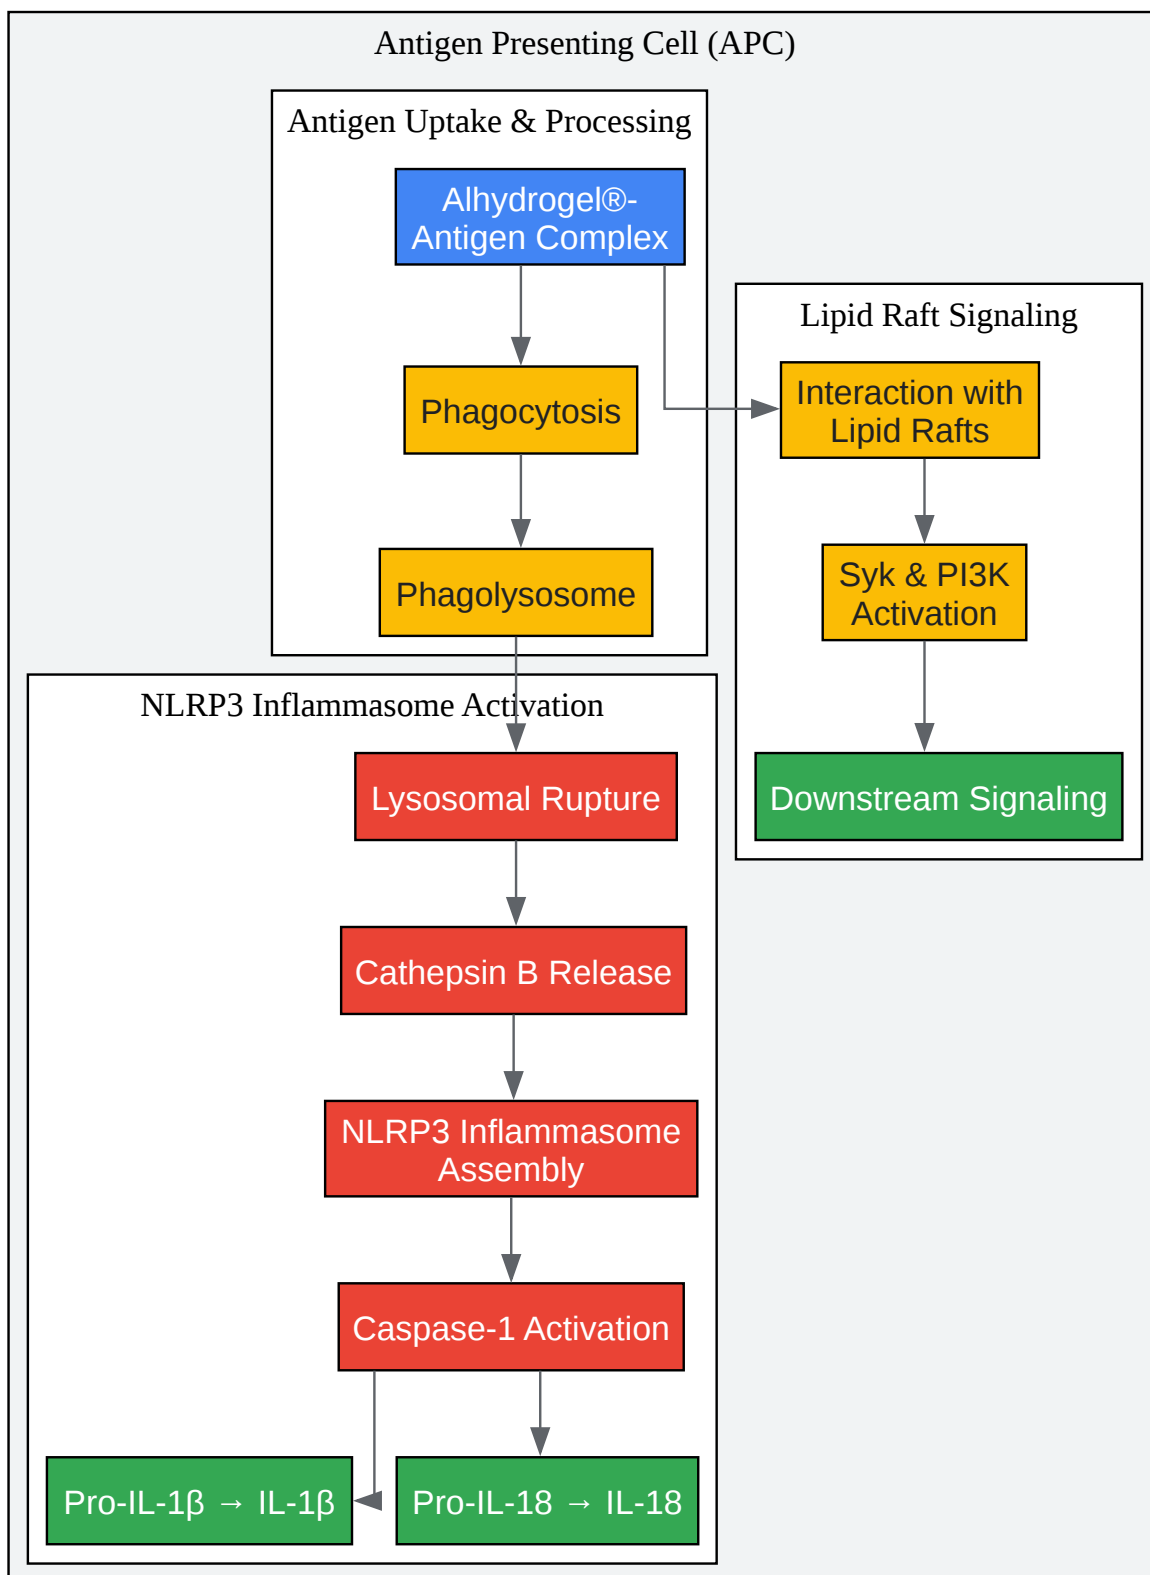 Antigen Presenting Cell (APC)
Antigen Uptake & Processing
Alhydrogel®-
Antigen Complex
Phagocytosis
Phagolysosome
Lipid Raft Signaling
Interaction with
Lipid Rafts
Syk & PI3K
Activation
Downstream Signaling
NLRP3 Inflammasome Activation
Lysosomal Rupture
Cathepsin B Release
NLRP3 Inflammasome
Assembly
Caspase-1 Activation
Pro-IL-1β → IL-1β
Pro-IL-18 → IL-18